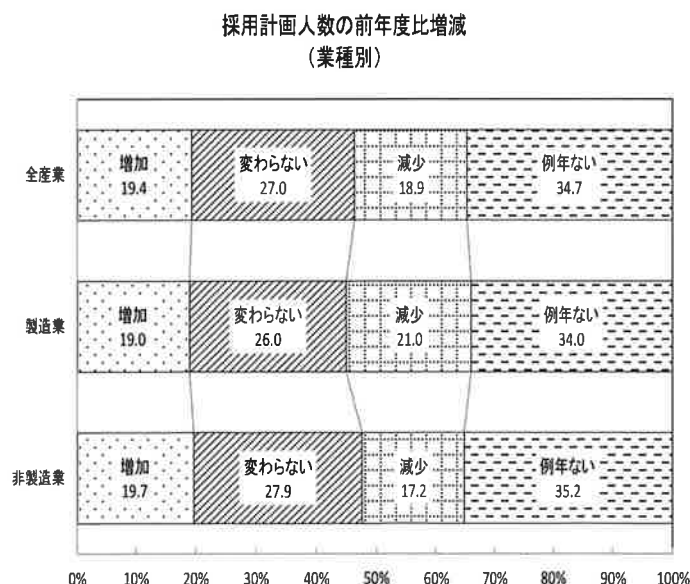 採用計画人数の前年度比増減
（業種別）
全産業
増加
19.4
変わらない
27.0
減少
18.9
例年ない
34.7
製造業
増加
19.0
変わらない
26.0
減少
21.0
例年ない
34.0
非製造業
増加
19.7
変わらない
27.9
減少
17.2
例年ない
35.2
0% 10% 20% 30% 40% 50% 60% 70% 80% 90% 100%